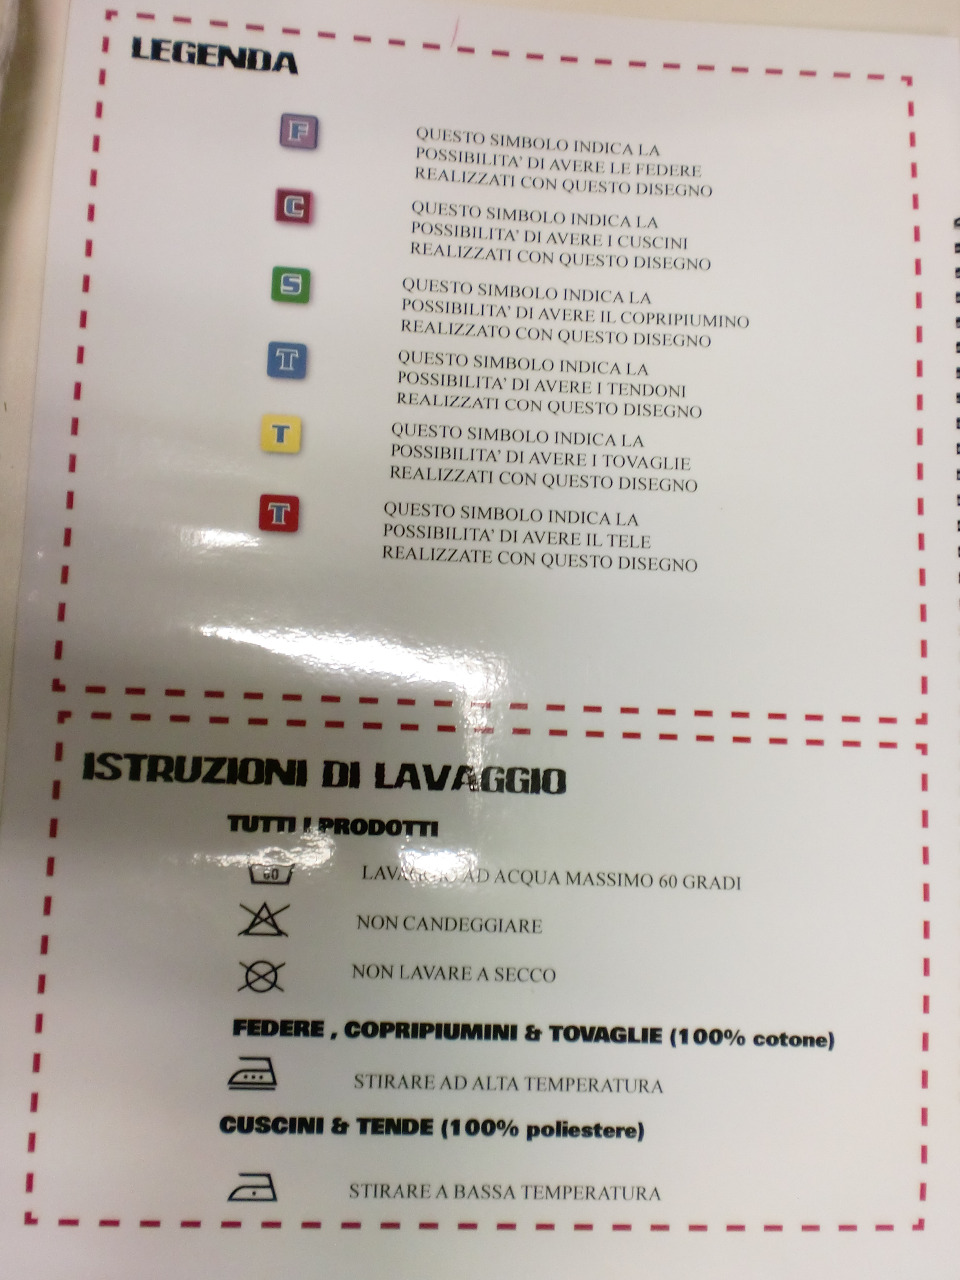 LEGENDA
F
QUESTO SIMBOLO INDICA LA
POSSIBILITA' DI AVERE LE FEDERE
REALIZZATI CON QUESTO DISEGNO
C
QUESTO SIMBOLO INDICA LA
POSSIBILITA' DI AVERE I CUSCINI
REALIZZATI CON QUESTO DISEGNO
S
QUESTO SIMBOLO INDICA LA
POSSIBILITA' DI AVERE IL COPRIPIUMINO
REALIZZATO CON QUESTO DISEGNO
T
QUESTO SIMBOLO INDICA LA
POSSIBILITA' DI AVERE I TENDONI
REALIZZATI CON QUESTO DISEGNO
T
QUESTO SIMBOLO INDICA LA
POSSIBILITA' DI AVERE I TOVAGLIE
REALIZZATI CON QUESTO DISEGNO
T
QUESTO SIMBOLO INDICA LA
POSSIBILITA' DI AVERE IL TELE
REALIZZATE CON QUESTO DISEGNO
ISTRUZIONI DI LAVAGGIO
TUTTI I PRODOTTI
60
LAVAGGIO AD ACQUA MASSIMO 60 GRADI
NON CANDEGGIARE
NON LAVARE A SECCO
FEDERE , COPRIPIUMINI & TOVAGLIE (100% cotone)
STIRARE AD ALTA TEMPERATURA
CUSCINI & TENDE (100% poliestere)
STIRARE A BASSA TEMPERATURA